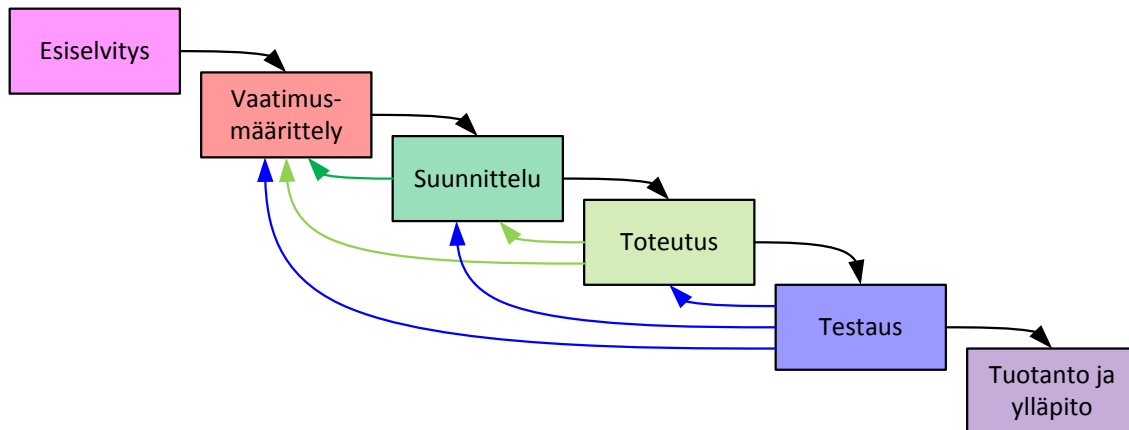 Esiselvitys
Vaatimus-
määrittely
Suunnittelu
Toteutus
Testaus
Tuotanto ja
ylläpito